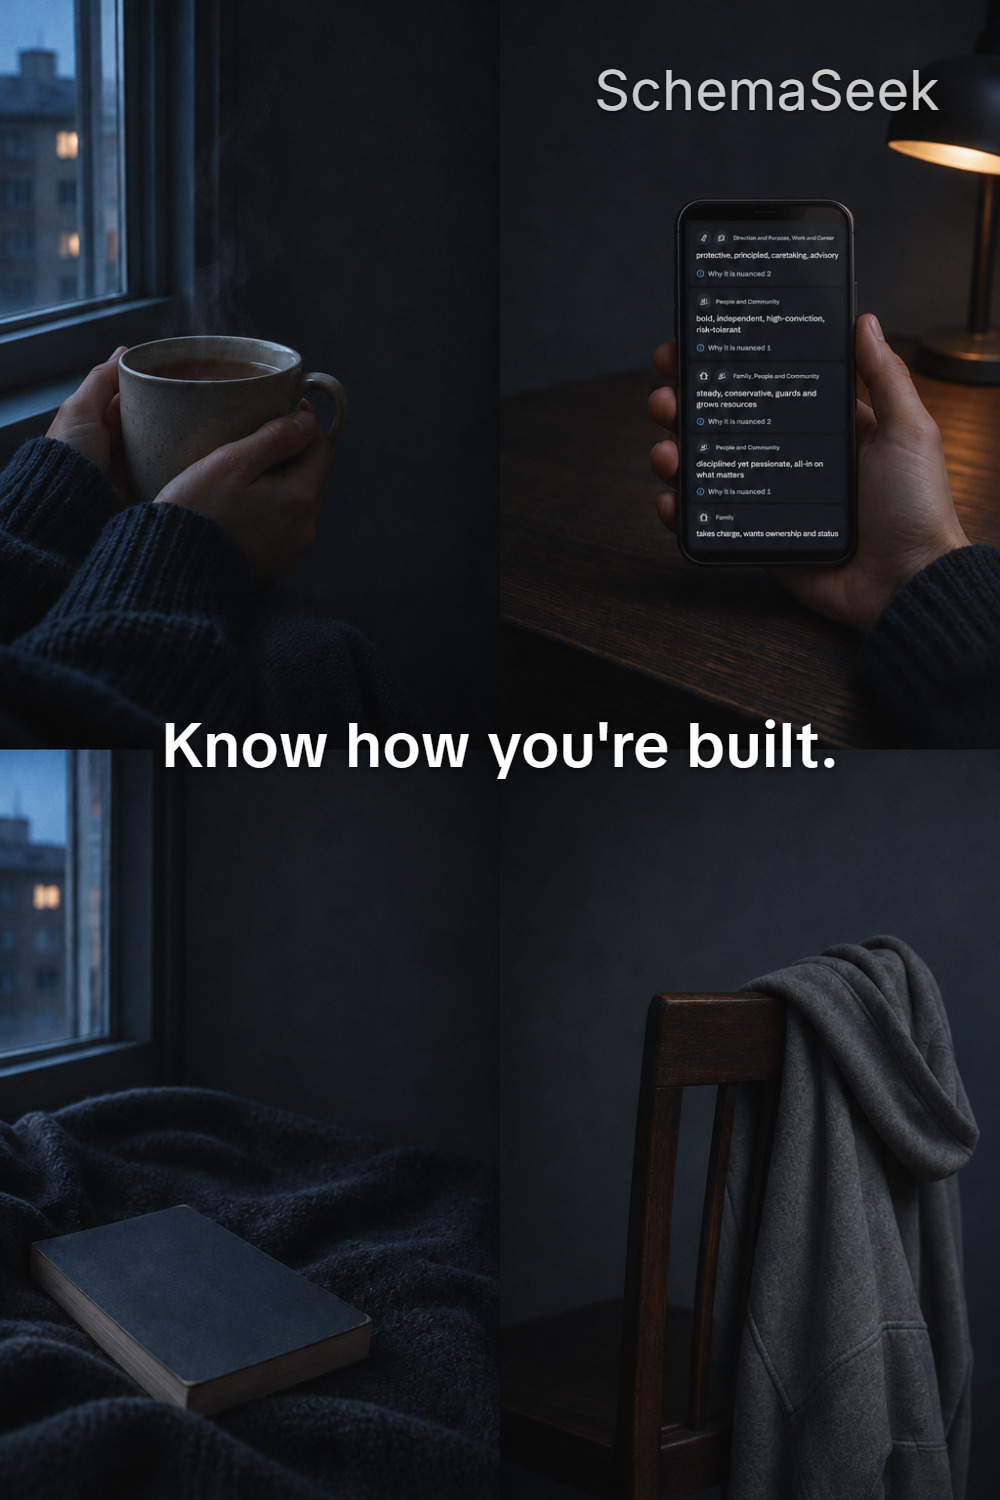 SchemaSeek
Direction and Purpose, Work and Career
protective, principled, caretaking, advisory
Why it is nuanced 2
People and Community
bold, independent, high-conviction,
risk-tolerant
Why it is nuanced 1
Family, People and Community
steady, conservative, guards and
grows resources
Why it is nuanced 2
People and Community
disciplined yet passionate, all-in on
what matters
Why it is nuanced 1
Family
takes charge, wants ownership and status
Know how you're built.